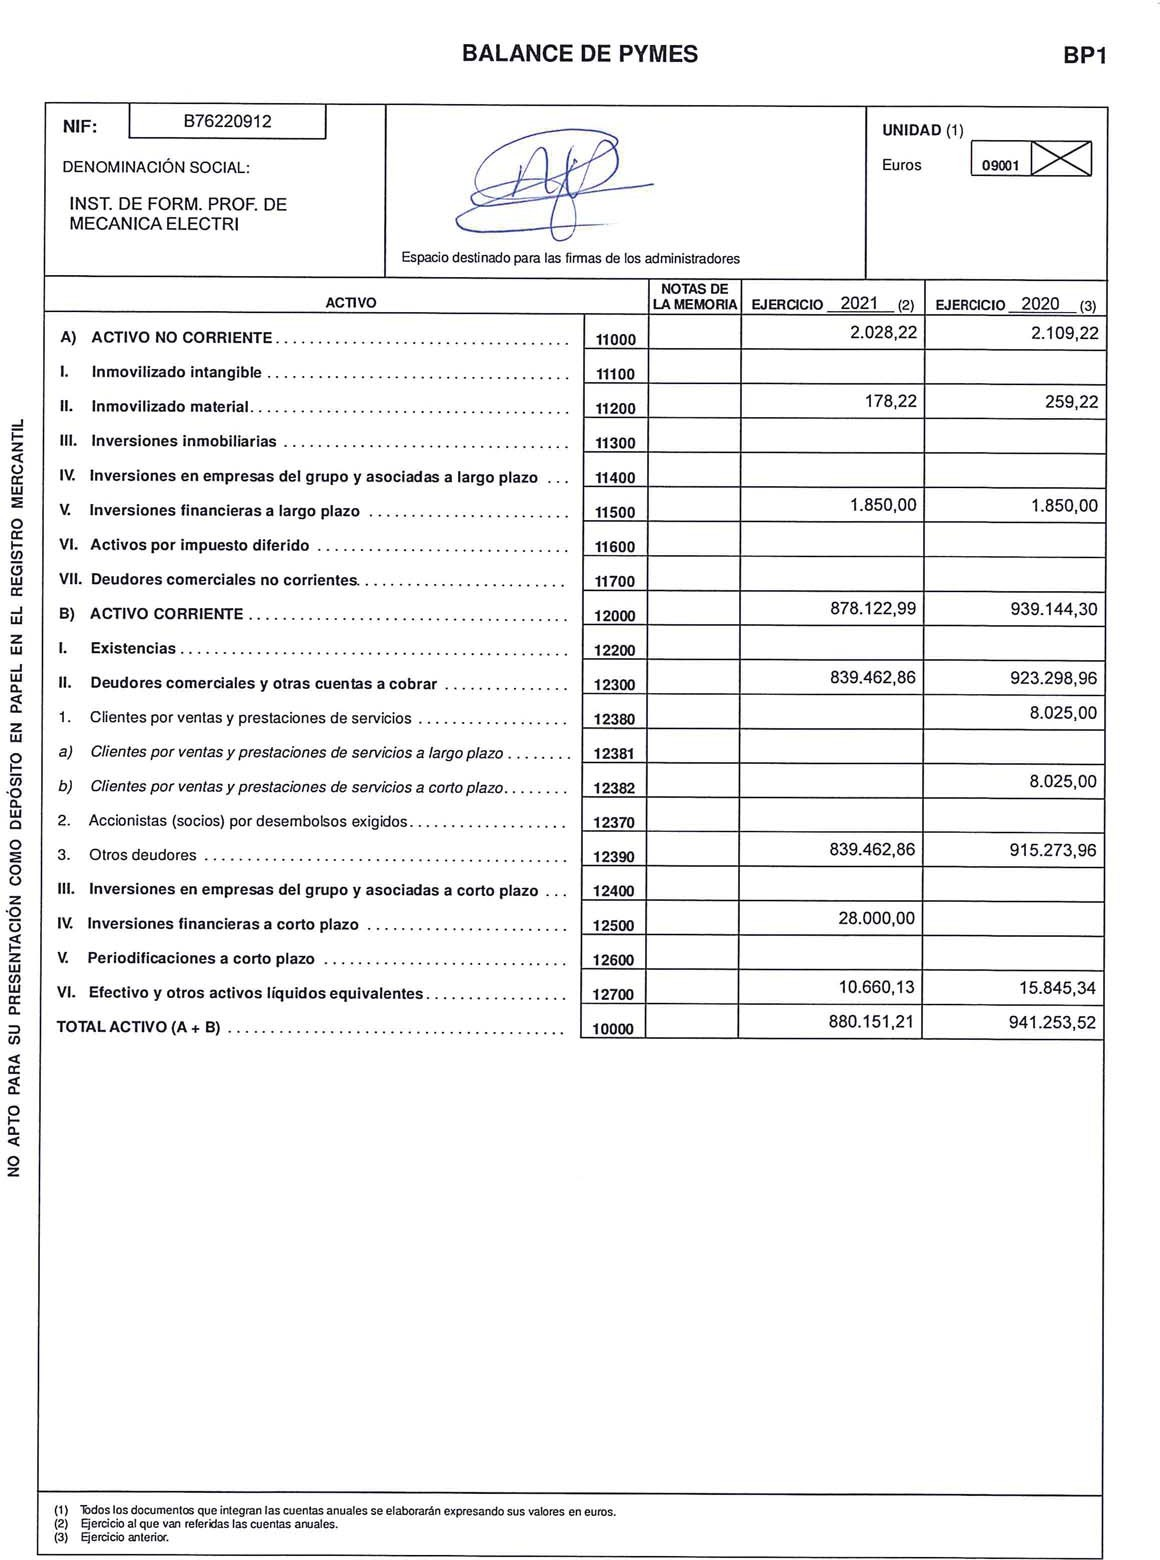 BALANCE DE PYMES
BP1
NIF:
B76220912
DENOMINACIÓN SOCIAL:
INST. DE FORM. PROF. DE
MECANICA ELECTRI
Espacio destinado para las firmas de los administradores
UNIDAD (1)
Euros 09001
ACTIVO NOTAS DE LA MEMORIA EJERCICIO 2021 (2) EJERCICIO 2020 (3)
A) ACTIVO NO CORRIENTE 11000 2.028,22 2.109,22
I. Inmovilizado intangible 11100
II. Inmovilizado material 11200 178,22 259,22
III. Inversiones inmobiliarias 11300
IV. Inversiones en empresas del grupo y asociadas a largo plazo 11400
V. Inversiones financieras a largo plazo 11500 1.850,00 1.850,00
VI. Activos por impuesto diferido 11600
VII. Deudores comerciales no corrientes 11700
B) ACTIVO CORRIENTE 12000 878.122,99 939.144,30
I. Existencias 12200
II. Deudores comerciales y otras cuentas a cobrar 12300 839.462,86 923.298,96
1. Clientes por ventas y prestaciones de servicios 12380 8.025,00
a) Clientes por ventas y prestaciones de servicios a largo plazo 12381
b) Clientes por ventas y prestaciones de servicios a corto plazo 12382 8.025,00
2. Accionistas (socios) por desembolsos exigidos 12370
3. Otros deudores 12390 839.462,86 915.273,96
III. Inversiones en empresas del grupo y asociadas a corto plazo 12400
IV. Inversiones financieras a corto plazo 12500 28.000,00
V. Periodificaciones a corto plazo 12600
VI. Efectivo y otros activos líquidos equivalentes 12700 10.660,13 15.845,34
TOTAL ACTIVO (A + B) 10000 880.151,21 941.253,52
NO APTO PARA SU PRESENTACIÓN COMO DEPÓSITO EN PAPEL EN EL REGISTRO MERCANTIL
(1) Todos los documentos que integran las cuentas anuales se elaborarán expresando sus valores en euros.
(2) Ejercicio al que van referidas las cuentas anuales.
(3) Ejercicio anterior.